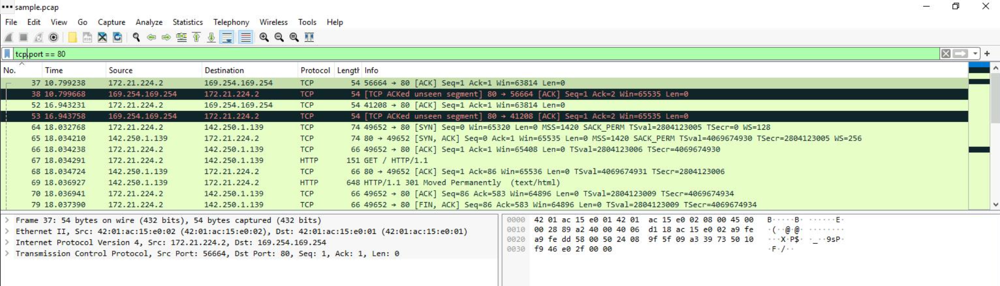 sample.pcap
File Edit View Go Capture Analyze Statistics Telephony Wireless Tools Help
tcp.port == 80
No. Time Source Destination Protocol Length Info
37 10.799238 172.21.224.2 169.254.169.254 TCP 54 56664 → 80 [ACK] Seq=1 Ack=1 Win=63814 Len=0
38 10.799668 169.254.169.254 172.21.224.2 TCP 54 [TCP ACKed unseen segment] 80 → 56664 [ACK] Seq=1 Ack=2 Win=65535 Len=0
52 16.943231 172.21.224.2 169.254.169.254 TCP 54 41208 → 80 [ACK] Seq=1 Ack=1 Win=63814 Len=0
53 16.943758 169.254.169.254 172.21.224.2 TCP 54 [TCP ACKed unseen segment] 80 → 41208 [ACK] Seq=1 Ack=2 Win=65535 Len=0
64 18.032768 172.21.224.2 142.250.1.139 TCP 74 49652 → 80 [SYN] Seq=0 Win=65320 Len=0 MSS=1420 SACK_PERM TSval=2804123005 TSecr=0 WS=128
65 18.034210 142.250.1.139 172.21.224.2 TCP 74 80 → 49652 [SYN, ACK] Seq=0 Ack=1 Win=65535 Len=0 MSS=1420 SACK_PERM TSval=4069674930 TSecr=2804123005 WS=256
66 18.034238 172.21.224.2 142.250.1.139 TCP 66 49652 → 80 [ACK] Seq=1 Ack=1 Win=65408 Len=0 TSval=2804123006 TSecr=4069674930
67 18.034291 172.21.224.2 142.250.1.139 HTTP 151 GET / HTTP/1.1
68 18.034724 142.250.1.139 172.21.224.2 TCP 66 80 → 49652 [ACK] Seq=1 Ack=86 Win=65536 Len=0 TSval=4069674931 TSecr=2804123006
69 18.036927 142.250.1.139 172.21.224.2 HTTP 648 HTTP/1.1 301 Moved Permanently (text/html)
70 18.036941 172.21.224.2 142.250.1.139 TCP 66 49652 → 80 [ACK] Seq=86 Ack=583 Win=64896 Len=0 TSval=2804123009 TSecr=4069674934
79 18.037390 172.21.224.2 142.250.1.139 TCP 66 49652 → 80 [FIN, ACK] Seq=86 Ack=583 Win=64896 Len=0 TSval=2804123009 TSecr=4069674934
Frame 37: 54 bytes on wire (432 bits), 54 bytes captured (432 bits)
Ethernet II, Src: 42:01:ac:15:e0:02 (42:01:ac:15:e0:02), Dst: 42:01:ac:15:e0:01 (42:01:ac:15:e0:01)
Internet Protocol Version 4, Src: 172.21.224.2, Dst: 169.254.169.254
Transmission Control Protocol, Src Port: 56664, Dst Port: 80, Seq: 1, Ack: 1, Len: 0
0000 42 01 ac 15 e0 01 42 01 ac 15 e0 02 08 00 45 00 B·····B· ······E·
0010 00 28 89 a2 40 00 40 06 d1 18 ac 15 e0 02 a9 fe ·(··@·@· ········
0020 a9 fe dd 58 00 50 24 08 9f 5f 09 a3 39 73 50 10 ···X·P$· ·_··9sP·
0030 f9 46 e0 2f 00 00 ·F·/··